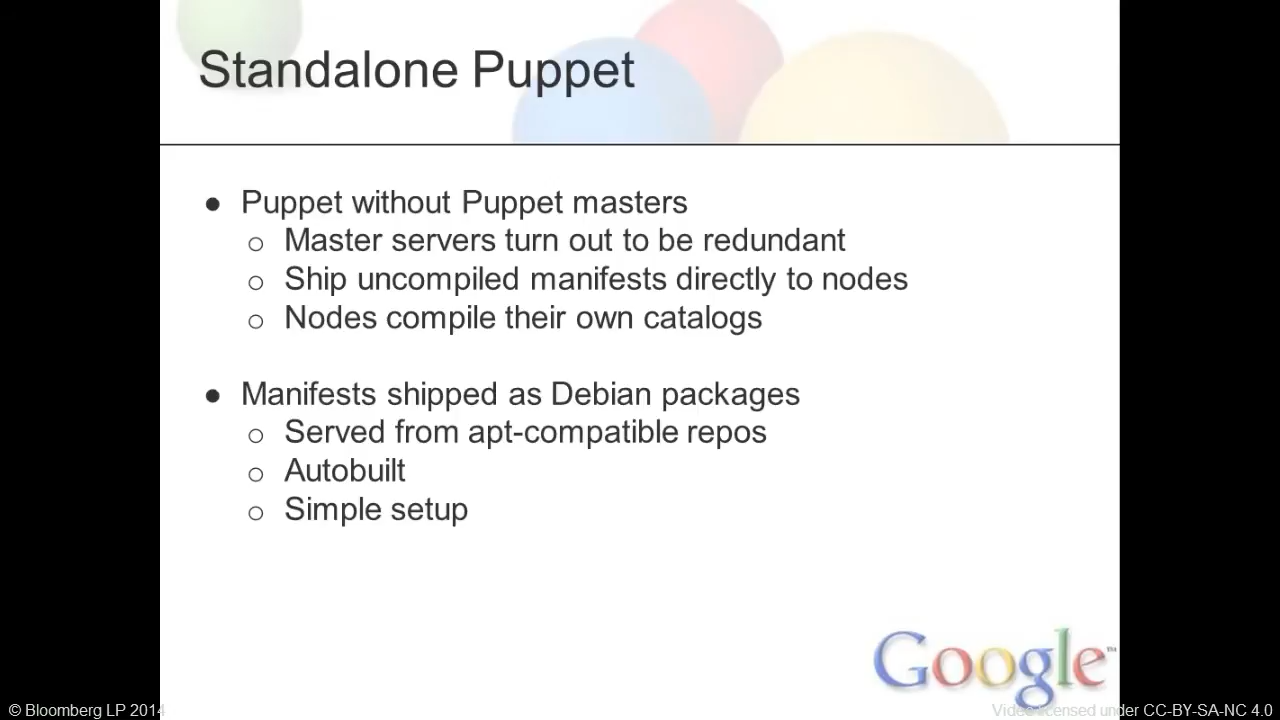 Standalone Puppet
● Puppet without Puppet masters
o Master servers turn out to be redundant
o Ship uncompiled manifests directly to nodes
o Nodes compile their own catalogs
● Manifests shipped as Debian packages
o Served from apt-compatible repos
o Autobuilt
o Simple setup
Google™
© Bloomberg LP 2014
Video licensed under CC-BY-SA-NC 4.0